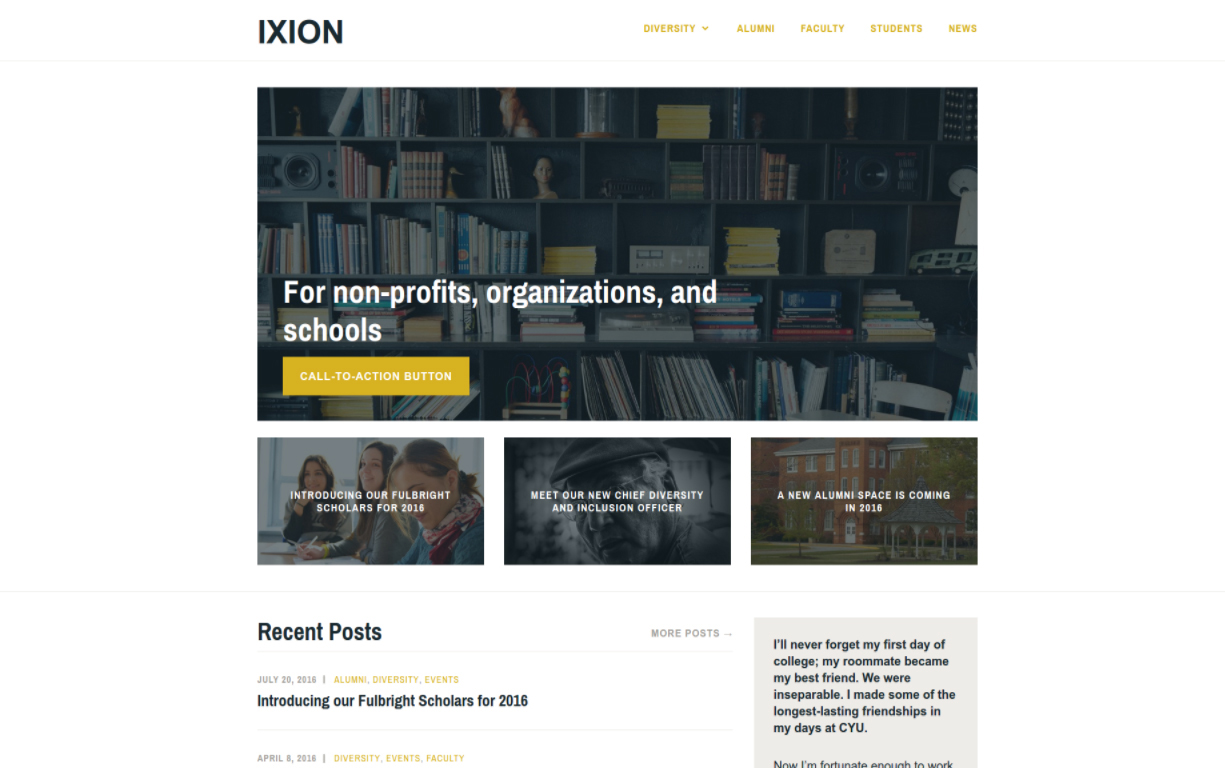 IXION
DIVERSITY
ALUMNI
FACULTY
STUDENTS
NEWS
For non-profits, organizations, and
schools
CALL-TO-ACTION BUTTON
INTRODUCING OUR FULBRIGHT
SCHOLARS FOR 2016
MEET OUR NEW CHIEF DIVERSITY
AND INCLUSION OFFICER
A NEW ALUMNI SPACE IS COMING
IN 2016
Recent Posts
MORE POSTS →
JULY 20, 2016 | ALUMNI, DIVERSITY, EVENTS
Introducing our Fulbright Scholars for 2016
APRIL 8, 2016 | DIVERSITY, EVENTS, FACULTY
I'll never forget my first day of
college; my roommate became
my best friend. We were
inseparable. I made some of the
longest-lasting friendships in
my days at CYU.
Now I'm fortunate enough to work